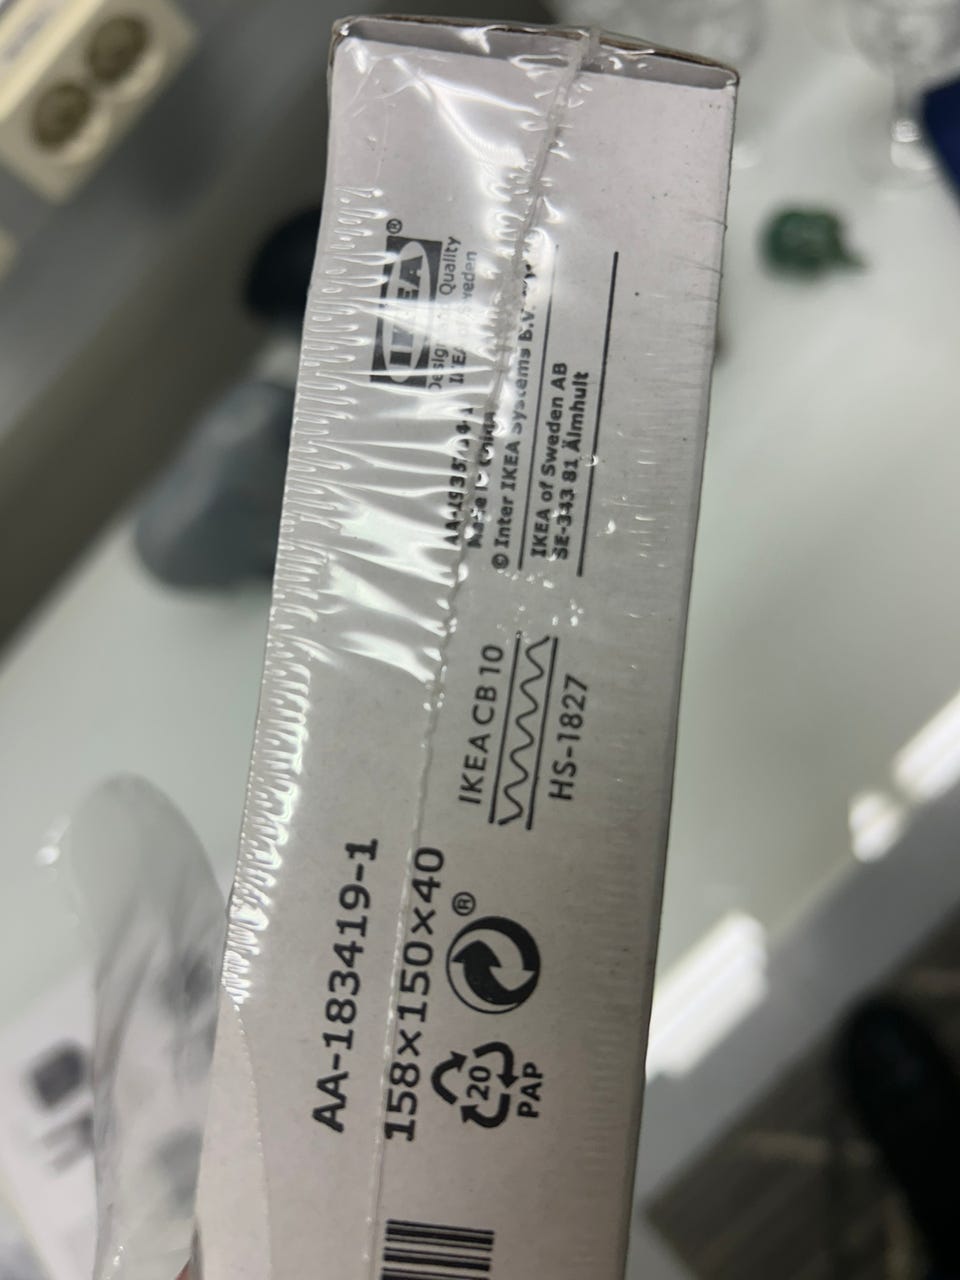 AA-183419-1
158×150×40
®
20
PAP
IKEA CB 10
HS-1827
IKEA®
Quality
© Inter IKEA Systems B.V.
IKEA of Sweden AB
SE-343 81 Älmhult